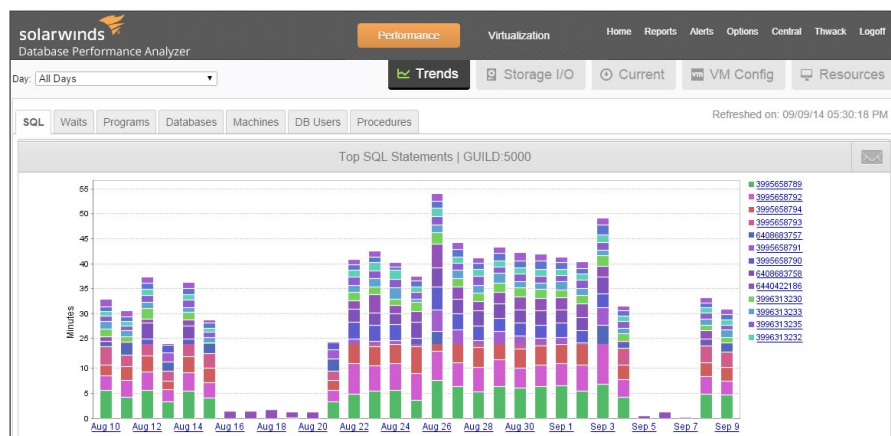 solarwinds
Database Performance Analyzer
Performance
Virtualization
Home Reports Alerts Options Central Thwack Logoff
Day: All Days
Trends
Storage I/O
Current
vm VM Config
Resources
SQL Waits Programs Databases Machines DB Users Procedures
Refreshed on: 09/09/14 05:30:18 PM
Top SQL Statements | GUILD:5000
Minutes
55
50
45
40
35
30
25
10
5
00
Aug 10 Aug 12 Aug 14 Aug 16 Aug 18 Aug 20 Aug 22 Aug 24 Aug 26 Aug 28 Aug 30 Sep 1 Sep 3 Sep 5 Sep 7 Sep 9
3995658789
3995658792
3995658794
3995658793
6408683757
3995658791
3995658790
6408683758
6440422186
3996313230
3996313233
3996313235
3996313232